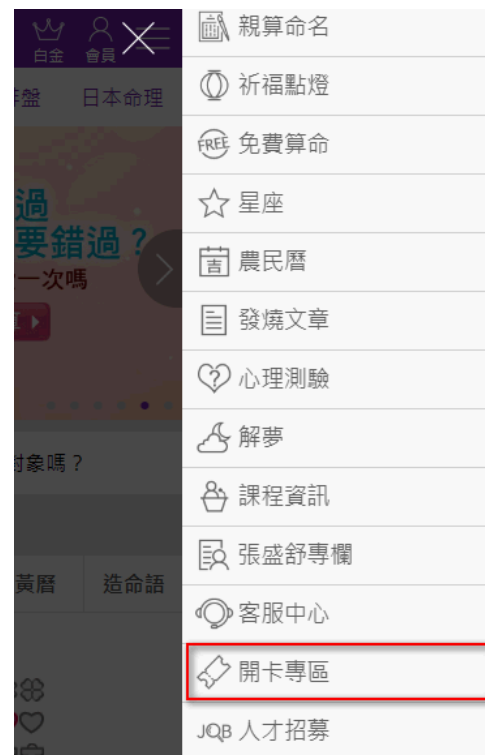 白金
會員
盤
日本命理
過
要錯過？
一次嗎
對象嗎？
黃曆
造命語
親算命名
祈福點燈
FREE 免費算命
星座
吉 農民曆
發燒文章
心理測驗
解夢
課程資訊
張盛舒專欄
客服中心
開卡專區
JOB 人才招募